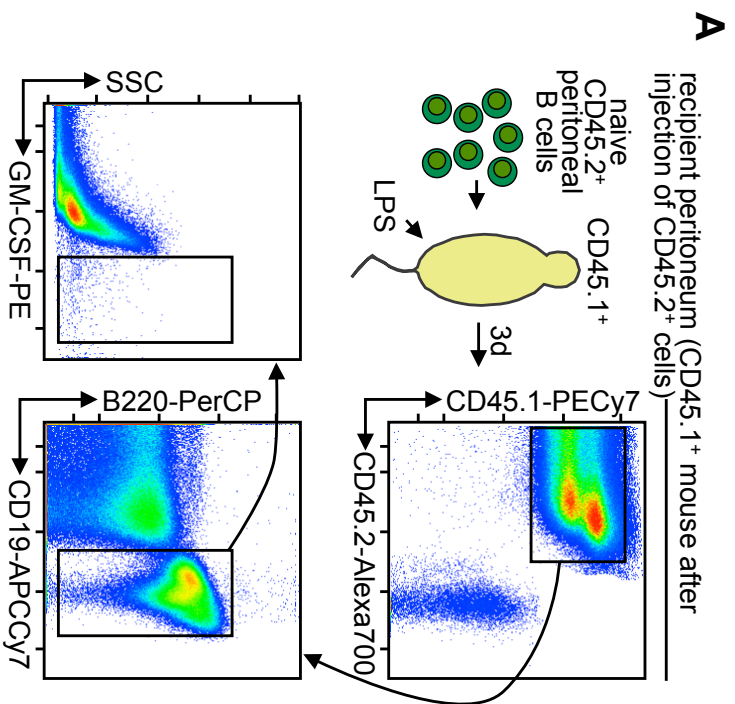 A
recipient peritoneum (CD45.1⁺ mouse after
injection of CD45.2⁺ cells)
naive
CD45.2⁺
peritoneal
B cells
LPS
CD45.1⁺
3d
CD45.1-PECy7
CD45.2-Alexa700
SSC
GM-CSF-PE
B220-PerCP
CD19-APCCy7